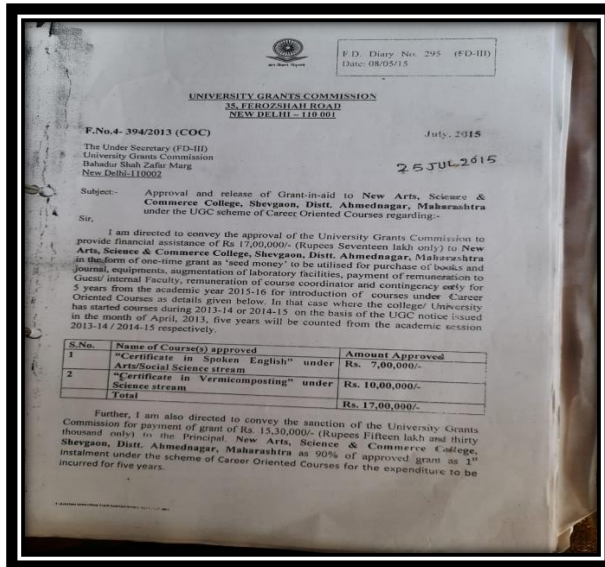 F.D. Diary No. 295 (FD-III)
Date: 08/05/15
UNIVERSITY GRANTS COMMISSION
35, FEROZSHAH ROAD
NEW DELHI – 110 001
F.No.4- 394/2013 (COC)
July, 2015
25 JUL 2015
The Under Secretary (FD-III)
University Grants Commission
Bahadur Shah Zafar Marg
New Delhi-110002
Subject:- Approval and release of Grant-in-aid to New Arts, Science &
Commerce College, Shevgaon, Distt. Ahmednagar, Maharashtra
under the UGC scheme of Career Oriented Courses regarding:-
Sir,
I am directed to convey the approval of the University Grants Commission to
provide financial assistance of Rs 17,00,000/- (Rupees Seventeen lakh only) to New
Arts, Science & Commerce College, Shevgaon, Distt. Ahmednagar, Maharashtra
in the form of one-time grant as 'seed money' to be utilised for purchase of books and
journal, equipments, augmentation of laboratory facilities, payment of remuneration to
Guest/ internal Faculty, remuneration of course coordinator and contingency only for
5 years from the academic year 2015-16 for introduction of courses under Career
Oriented Courses as details given below. In that case where the college/ University
has started courses during 2013-14 or 2014-15 on the basis of the UGC notice issued
in the month of April, 2013, five years will be counted from the academic session
2013-14 / 2014-15 respectively.
S.No. Name of Course(s) approved Amount Approved
1 "Certificate in Spoken English" under Rs. 7,00,000/-
Arts/Social Science stream
2 "Certificate in Vermicomposting" under Rs. 10,00,000/-
Science stream
Total Rs. 17,00,000/-
Further, I am also directed to convey the sanction of the University Grants
Commission for payment of grant of Rs. 15,30,000/- (Rupees Fifteen lakh and thirty
thousand only) to the Principal, New Arts, Science & Commerce College,
Shevgaon, Distt. Ahmednagar, Maharashtra as 90% of approved grant as 1st
instalment under the scheme of Career Oriented Courses for the expenditure to be
incurred for five years.